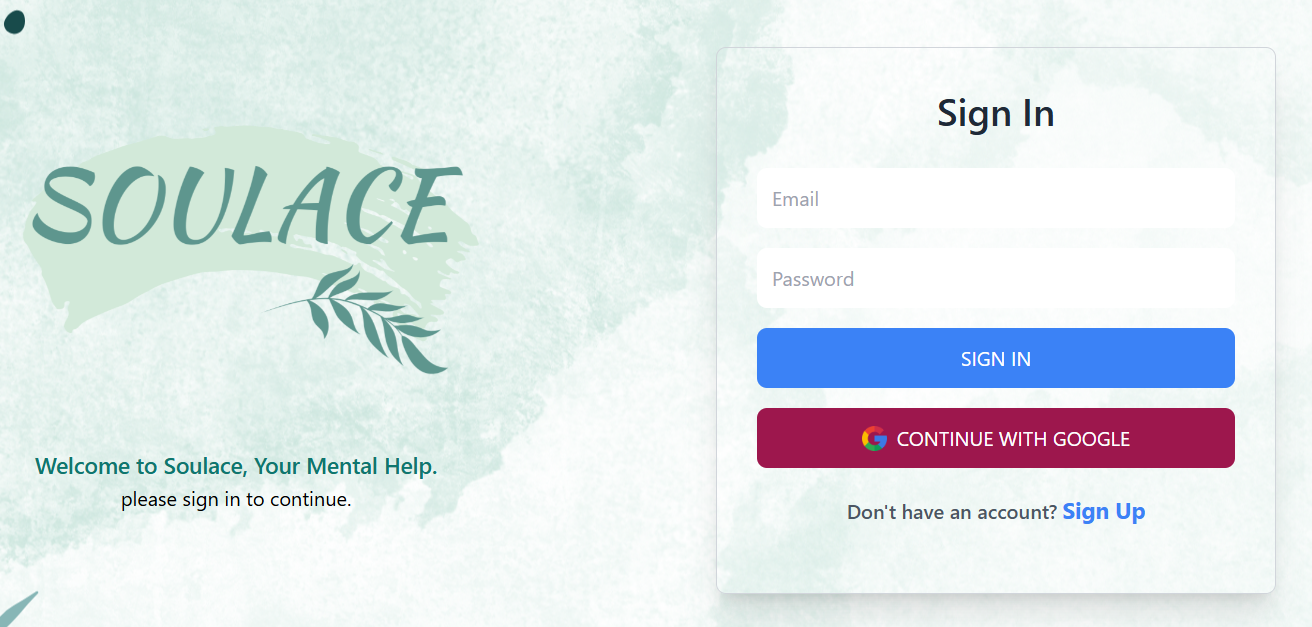 SOULACE
Welcome to Soulace, Your Mental Help.
please sign in to continue.
Sign In
Email
Password
SIGN IN
CONTINUE WITH GOOGLE
Don't have an account? Sign Up